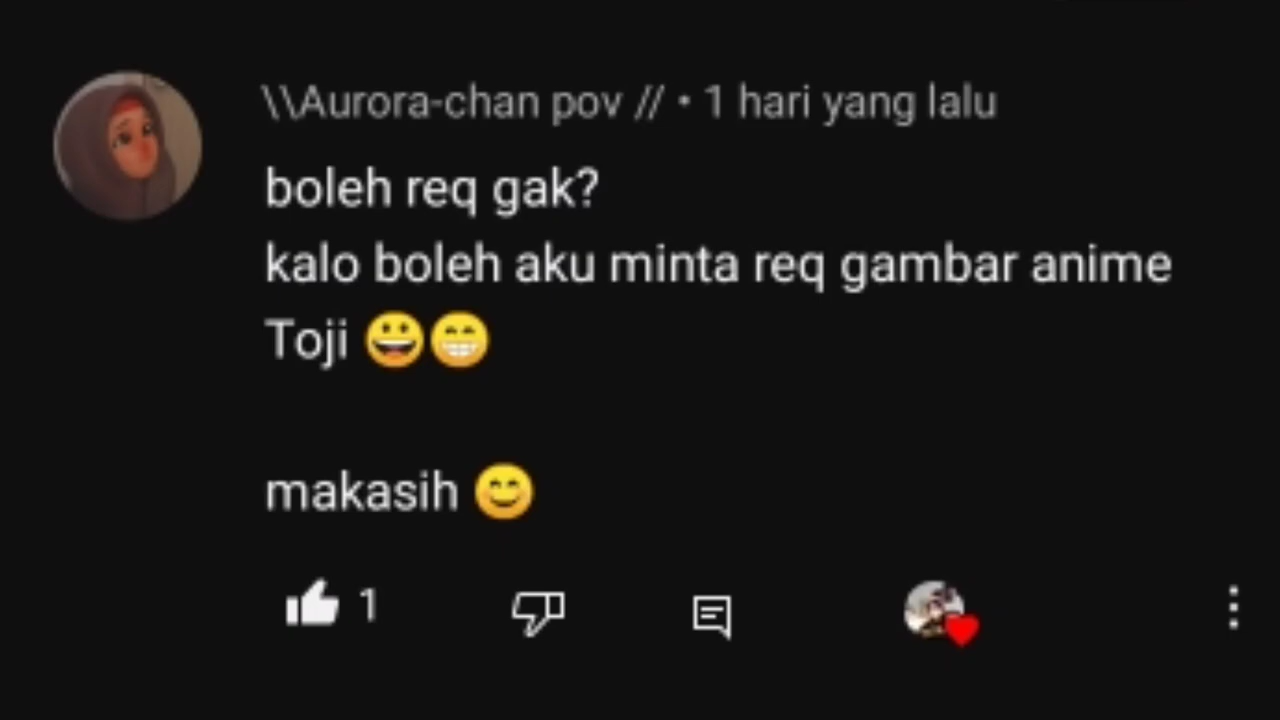 \\Aurora-chan pov // • 1 hari yang lalu
boleh req gak?
kalo boleh aku minta req gambar anime
Toji 😀😁
makasih 😊
1